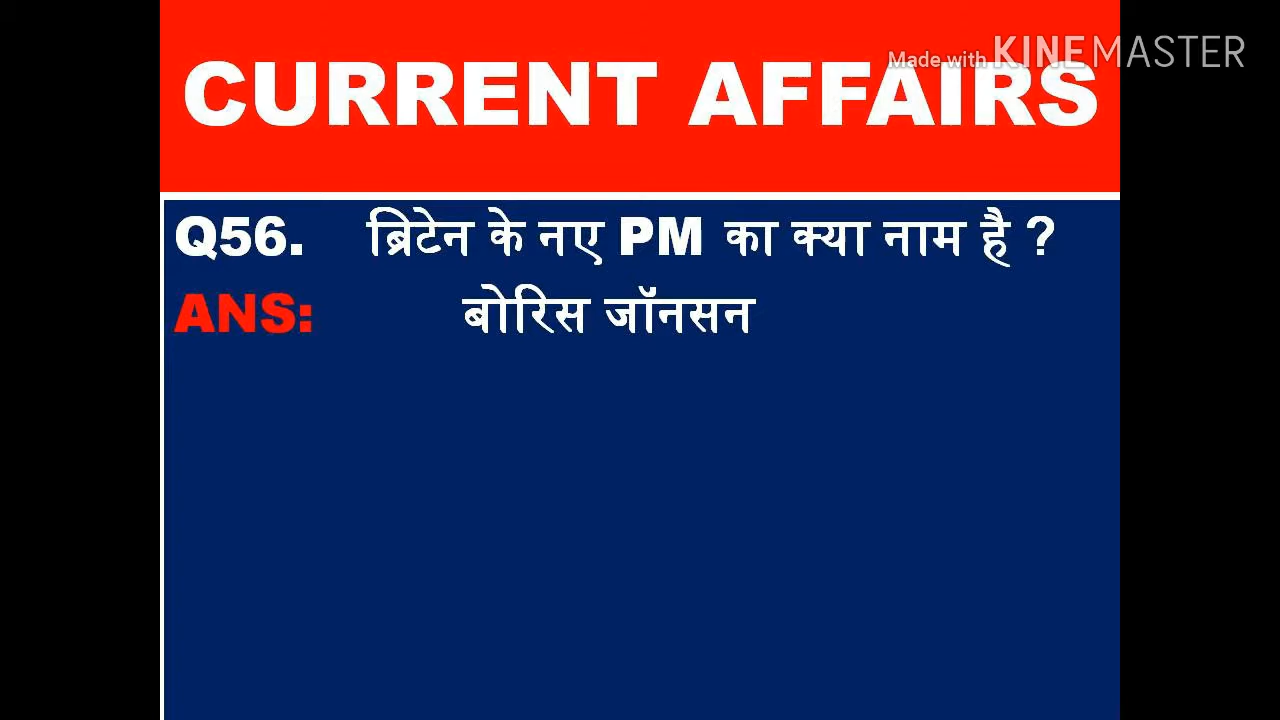 Made with KINEMASTER
CURRENT AFFAIRS
Q56. ब्रिटेन के नए PM का क्या नाम है ?
ANS: बोरिस जॉनसन